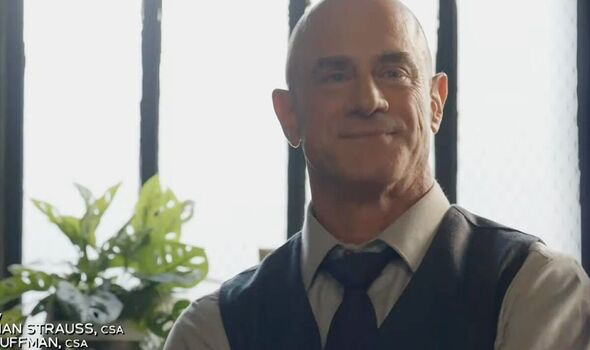 IAN STRAUSS, CSA
UFFMAN, CSA